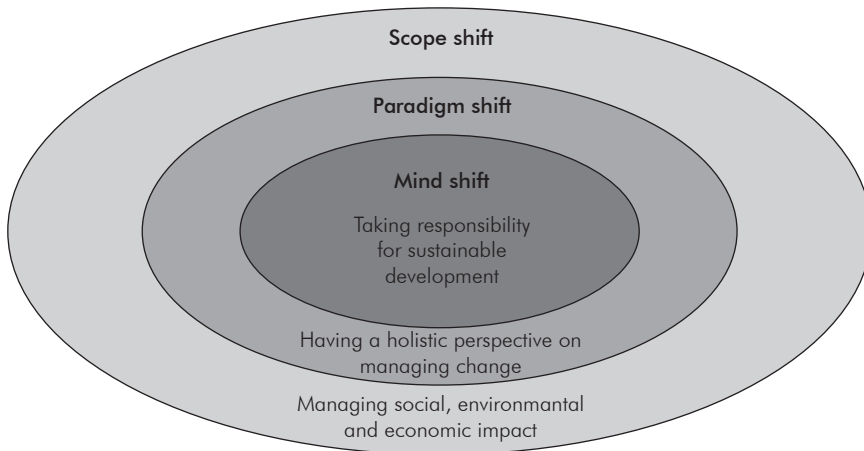 Scope shift
Paradigm shift
Mind shift
Taking responsibility
for sustainable
development
Having a holistic perspective on
managing change
Managing social, environmantal
and economic impact